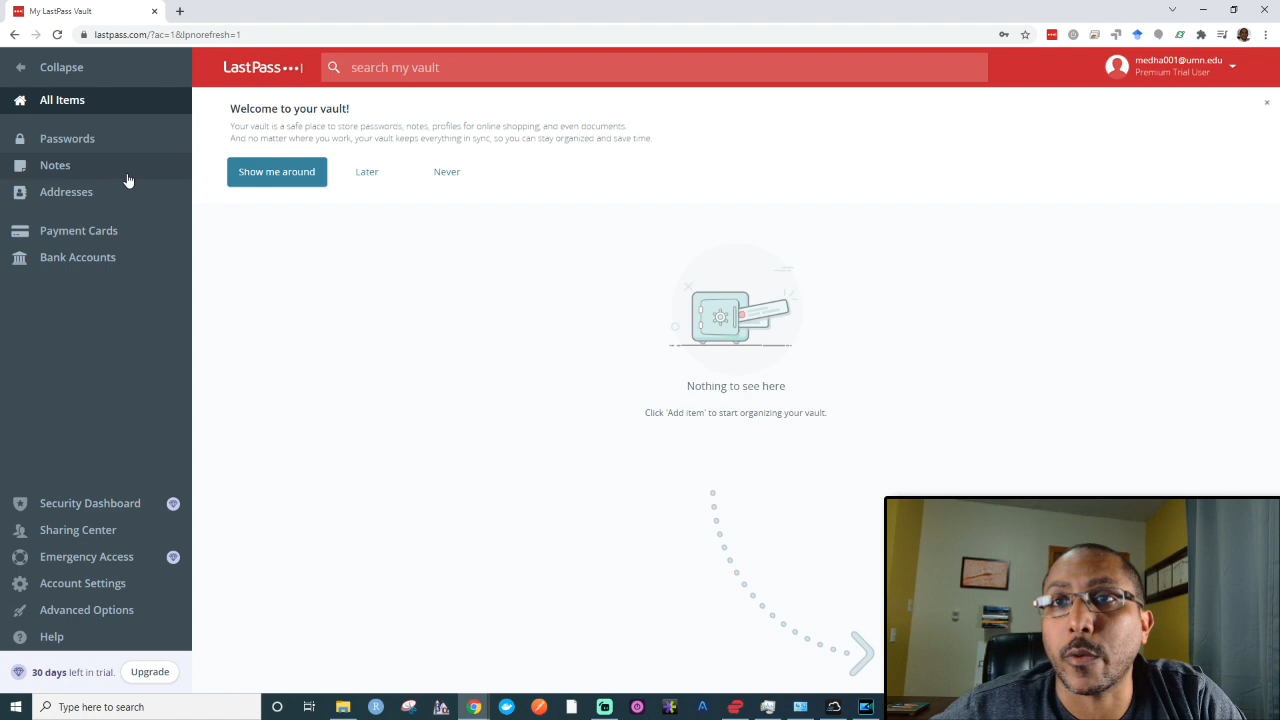 My LastPass Vault
lastpass.com/?ac=1&lpnorefresh=1
Collapse
LastPass
search my vault
medha001@umn.edu
Premium Trial User
All Items
Passwords
Notes
Addresses
Payment Cards
Bank Accounts
Welcome to your vault!
Your vault is a safe place to store passwords, notes, profiles for online shopping, and even documents.
And no matter where you work, your vault keeps everything in sync, so you can stay organized and save time.
Show me around
Later
Never
Nothing to see here
Click 'Add item' to start organizing your vault.
Security Dashboard
Sharing Center
Emergency Access
Account Settings
Advanced Options
Help
30 days left in trial.
Upgrade
Type here to search